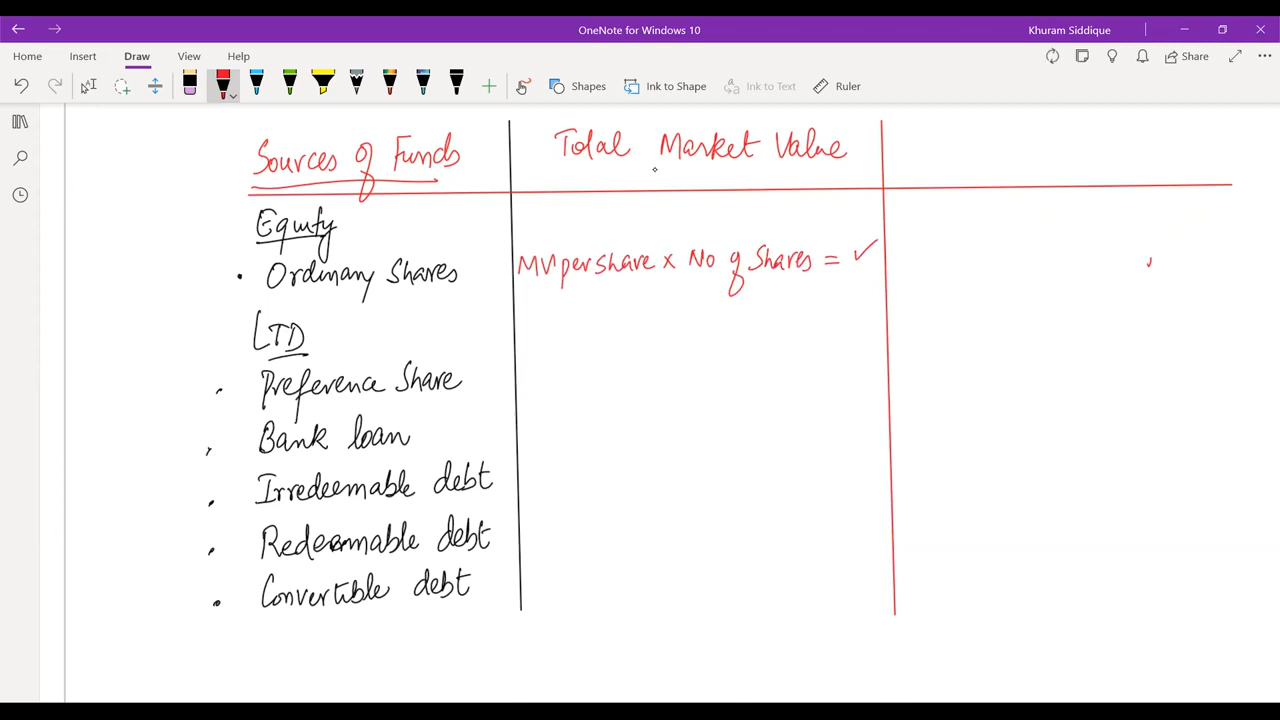 OneNote for Windows 10
Khuram Siddique
Home Insert Draw View Help
Share
Shapes
Ink to Shape
Ink to Text
Ruler
Sources of Funds
Total Market Value
Equity
• Ordinary Shares
MV per share x No of Shares = ✓
LTD
• Preference Share
• Bank loan
• Irredeemable debt
• Redeemable debt
• Convertible debt